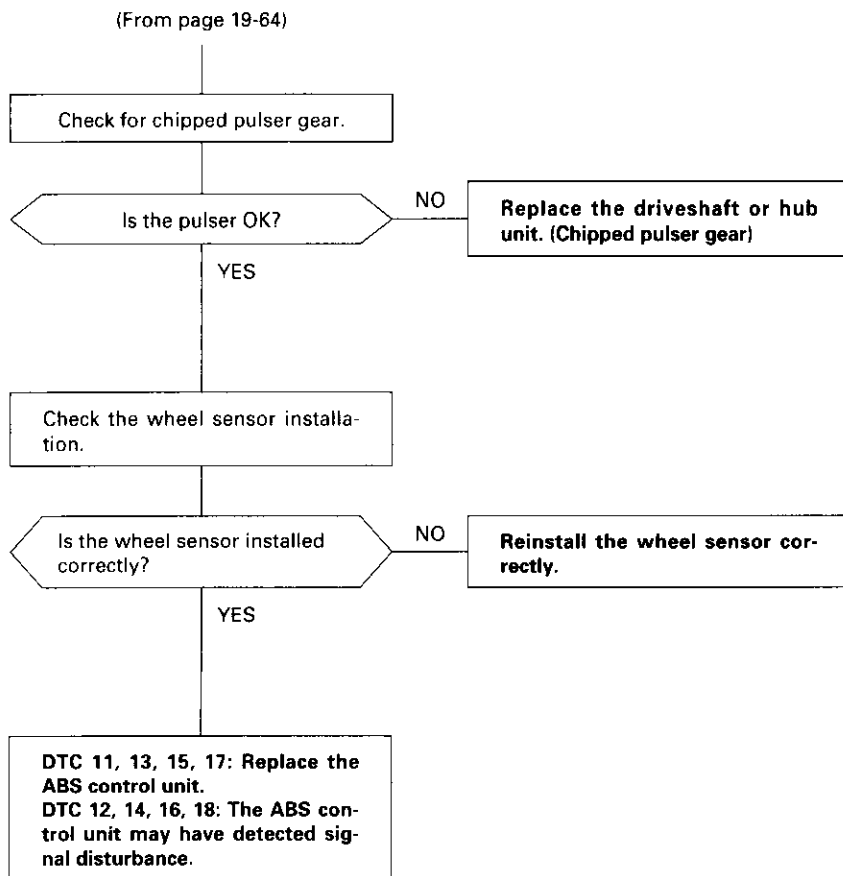 (From page 19-64)
Check for chipped pulser gear.
Is the pulser OK?
NO
Replace the driveshaft or hub
unit. (Chipped pulser gear)
YES
Check the wheel sensor installa-
tion.
Is the wheel sensor installed
correctly?
NO
Reinstall the wheel sensor cor-
rectly.
YES
DTC 11, 13, 15, 17: Replace the
ABS control unit.
DTC 12, 14, 16, 18: The ABS con-
trol unit may have detected sig-
nal disturbance.